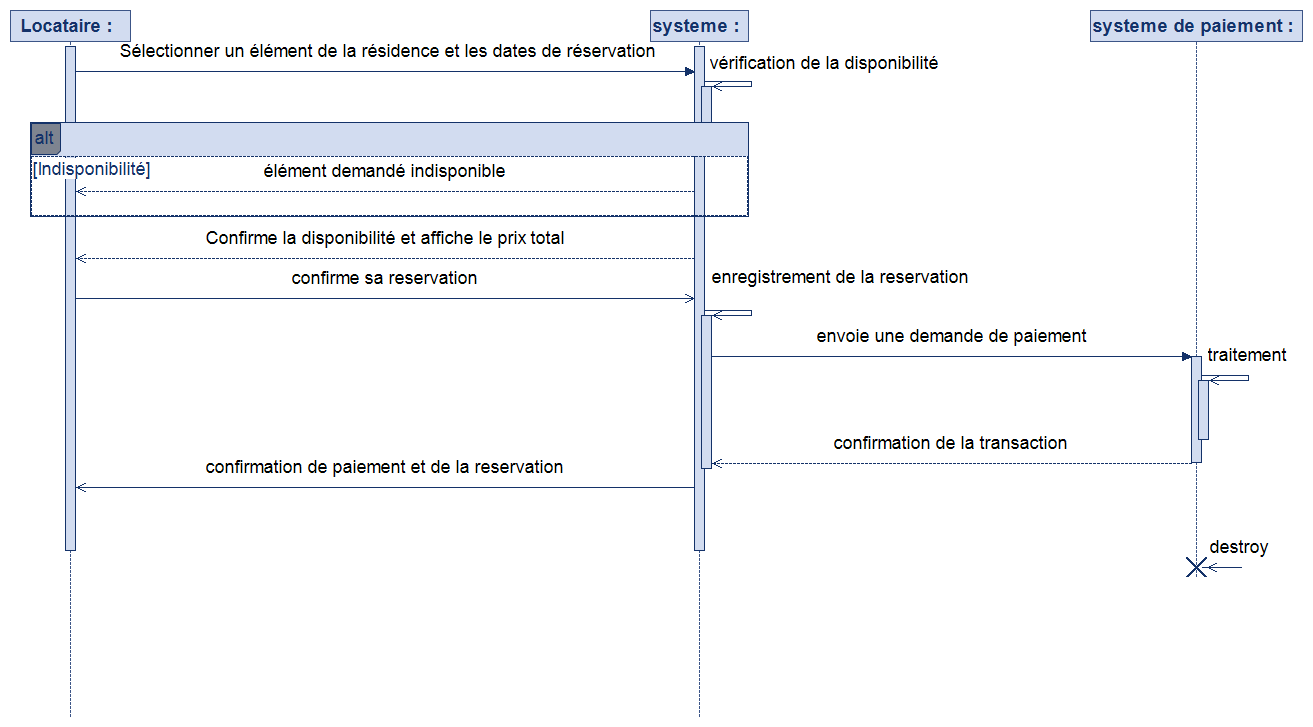 Locataire :
systeme :
systeme de paiement :
Sélectionner un élément de la résidence et les dates de réservation
vérification de la disponibilité
alt
[Indisponibilité]
élément demandé indisponible
Confirme la disponibilité et affiche le prix total
confirme sa reservation
enregistrement de la reservation
envoie une demande de paiement
traitement
confirmation de la transaction
confirmation de paiement et de la reservation
destroy